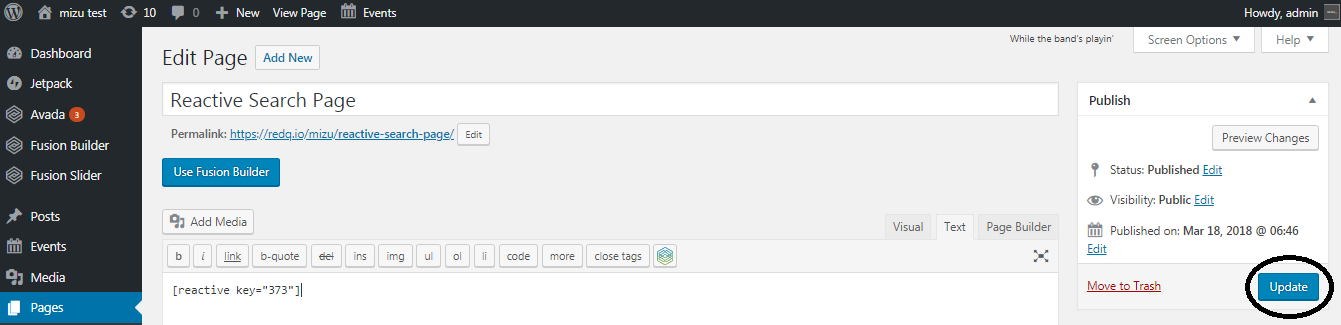 mizu test 10 0 New View Page Events Howdy, admin
While the band's playin' Screen Options Help
Dashboard
Jetpack
Avada 3
Fusion Builder
Fusion Slider
Posts
Events
Media
Pages
Edit Page Add New
Reactive Search Page
Permalink: https://redq.io/mizu/reactive-search-page/ Edit
Use Fusion Builder
Add Media Visual Text Page Builder
b i link b-quote del ins img ul ol li code more close tags
[reactive key="373"]
Publish
Preview Changes
Status: Published Edit
Visibility: Public Edit
Published on: Mar 18, 2018 @ 06:46
Edit
Move to Trash Update